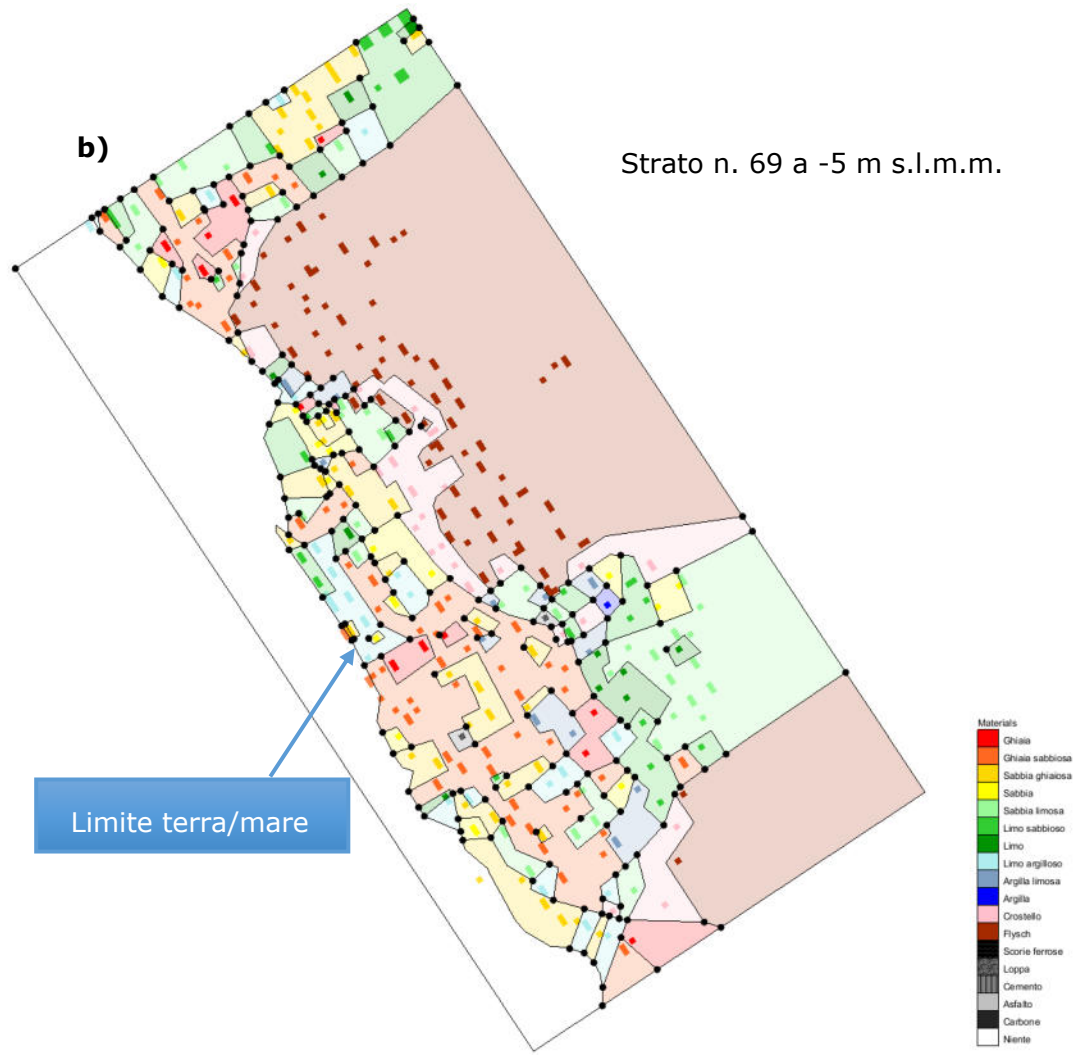 b)
Strato n. 69 a -5 m s.l.m.m.
Limite terra/mare
Materials
Ghiaia
Ghiaia sabbiosa
Sabbia ghiaiosa
Sabbia
Sabbia limosa
Limo sabbioso
Limo
Limo argilloso
Argilla limosa
Argilla
Crostello
Flysch
Scorie ferrose
Loppa
Cemento
Asfalto
Carbone
Niente